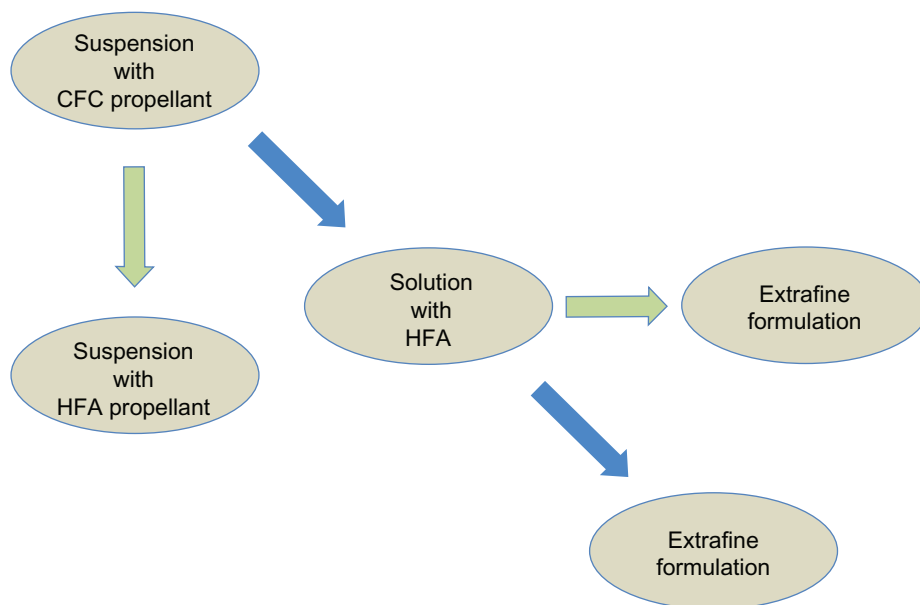 Suspension
with
CFC propellant
Solution
with
HFA
Extrafine
formulation
Suspension
with
HFA propellant
Extrafine
formulation